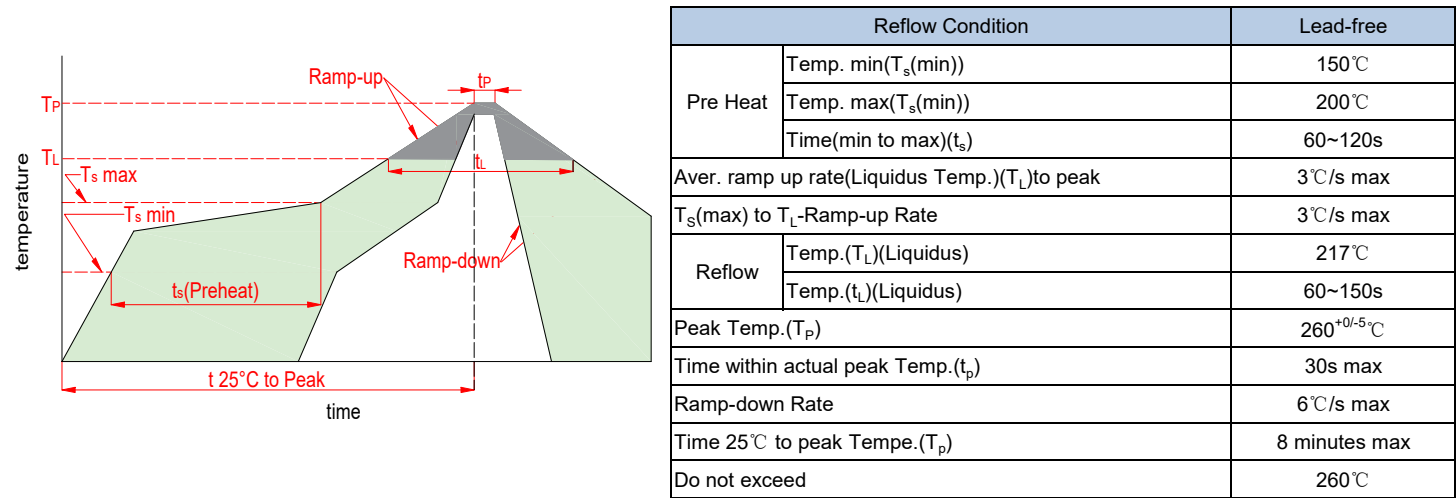 temperature
TP
TL
Ts max
Ts min
Ramp-up
tP
tL
Ramp-down
ts(Preheat)
t 25°C to Peak
time
Reflow Condition Lead-free
Pre Heat
Temp. min(Ts(min)) 150℃
Temp. max(Ts(min)) 200℃
Time(min to max)(ts) 60~120s
Aver. ramp up rate(Liquidus Temp.)(TL)to peak 3℃/s max
TS(max) to TL-Ramp-up Rate 3℃/s max
Reflow
Temp.(TL)(Liquidus) 217℃
Temp.(tL)(Liquidus) 60~150s
Peak Temp.(TP) 260+0/-5℃
Time within actual peak Temp.(tp) 30s max
Ramp-down Rate 6℃/s max
Time 25℃ to peak Tempe.(Tp) 8 minutes max
Do not exceed 260℃